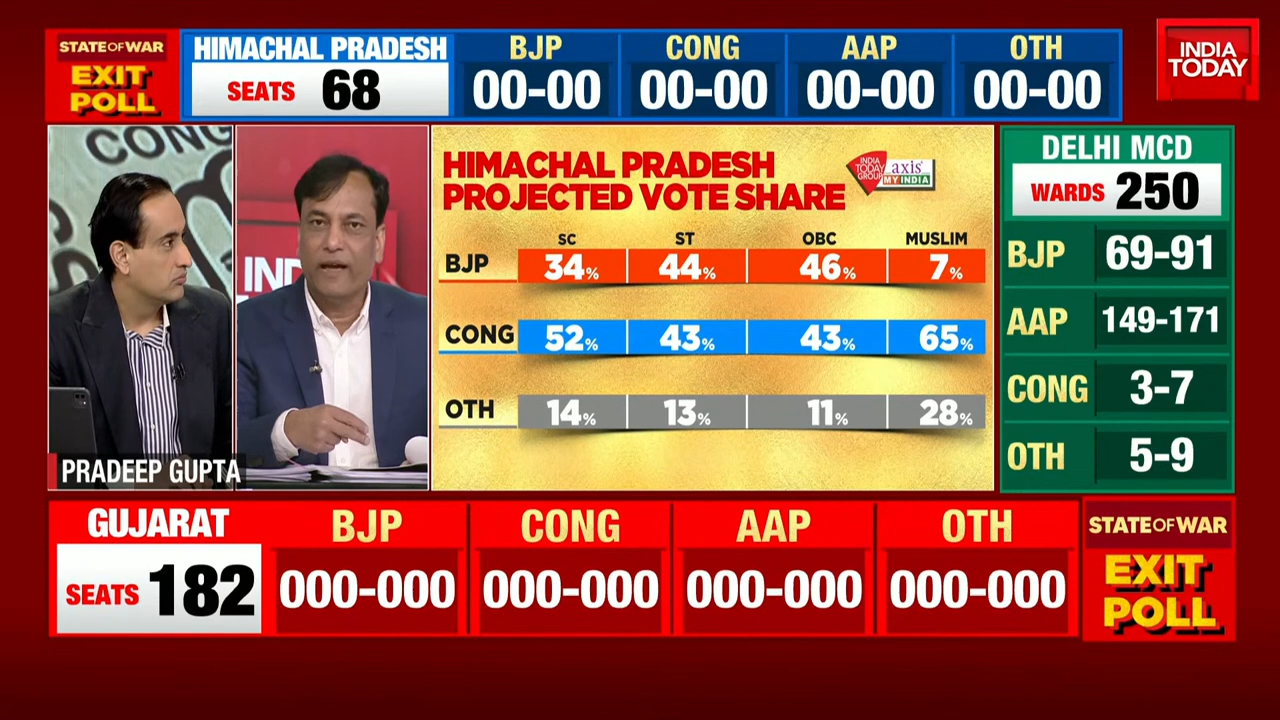 STATE OF WAR
EXIT
POLL
HIMACHAL PRADESH
SEATS 68
BJP
00-00
CONG
00-00
AAP
00-00
OTH
00-00
INDIA
TODAY
CONG
PRADEEP GUPTA
HIMACHAL PRADESH
PROJECTED VOTE SHARE
INDIA
TODAY
GROUP
axis
MY INDIA
SC ST OBC MUSLIM
BJP 34% 44% 46% 7%
CONG 52% 43% 43% 65%
OTH 14% 13% 11% 28%
DELHI MCD
WARDS 250
BJP 69-91
AAP 149-171
CONG 3-7
OTH 5-9
GUJARAT
SEATS 182
BJP
000-000
CONG
000-000
AAP
000-000
OTH
000-000
STATE OF WAR
EXIT
POLL